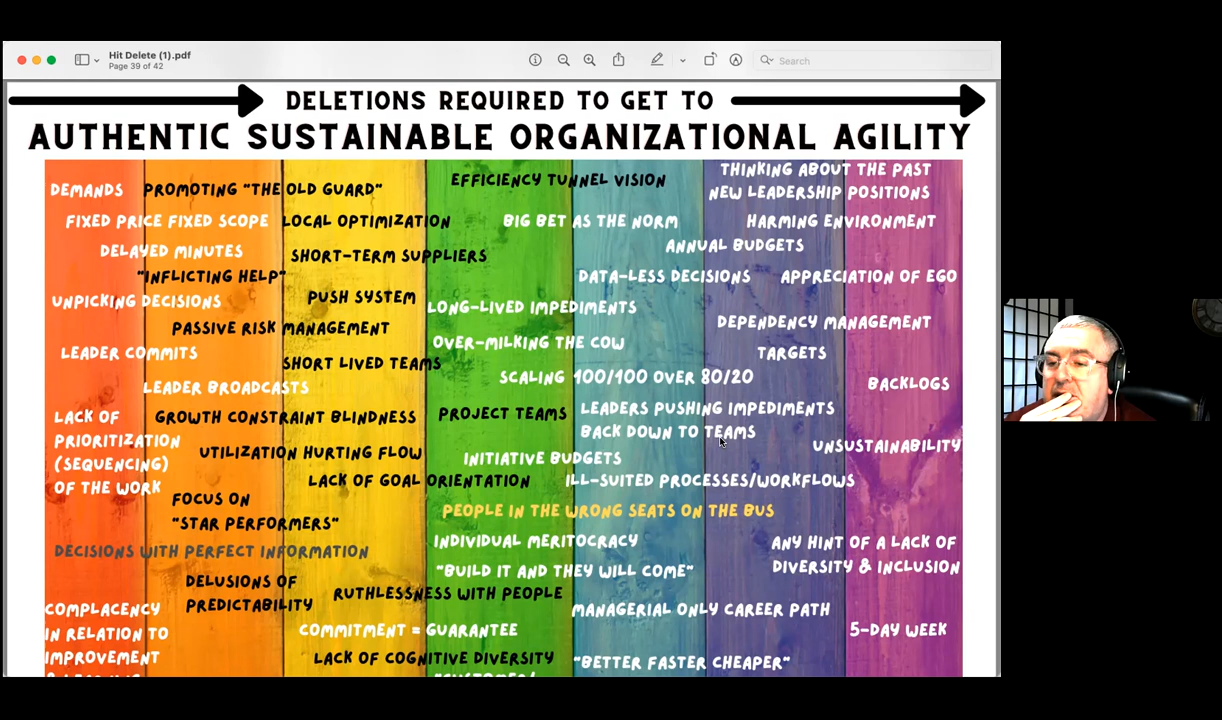 Hit Delete (1).pdf
Page 39 of 42
Search
DELETIONS REQUIRED TO GET TO
AUTHENTIC SUSTAINABLE ORGANIZATIONAL AGILITY
THINKING ABOUT THE PAST
DEMANDS
PROMOTING "THE OLD GUARD"
EFFICIENCY TUNNEL VISION
NEW LEADERSHIP POSITIONS
FIXED PRICE FIXED SCOPE
LOCAL OPTIMIZATION
BIG BET AS THE NORM
HARMING ENVIRONMENT
DELAYED MINUTES
SHORT-TERM SUPPLIERS
ANNUAL BUDGETS
"INFLICTING HELP"
DATA-LESS DECISIONS
APPRECIATION OF EGO
UNPICKING DECISIONS
PUSH SYSTEM
LONG-LIVED IMPEDIMENTS
PASSIVE RISK MANAGEMENT
DEPENDENCY MANAGEMENT
OVER-MILKING THE COW
LEADER COMMITS
SHORT LIVED TEAMS
TARGETS
SCALING 100/100 OVER 80/20
LEADER BROADCASTS
BACKLOGS
LACK OF
PRIORITIZATION
(SEQUENCING)
OF THE WORK
GROWTH CONSTRAINT BLINDNESS
PROJECT TEAMS
LEADERS PUSHING IMPEDIMENTS
BACK DOWN TO TEAMS
UNSUSTAINABILITY
UTILIZATION HURTING FLOW
INITIATIVE BUDGETS
LACK OF GOAL ORIENTATION
ILL-SUITED PROCESSES/WORKFLOWS
FOCUS ON
"STAR PERFORMERS"
PEOPLE IN THE WRONG SEATS ON THE BUS
DECISIONS WITH PERFECT INFORMATION
INDIVIDUAL MERITOCRACY
ANY HINT OF A LACK OF
DIVERSITY & INCLUSION
"BUILD IT AND THEY WILL COME"
DELUSIONS OF
PREDICTABILITY
RUTHLESSNESS WITH PEOPLE
COMPLACENCY
IN RELATION TO
IMPROVEMENT
MANAGERIAL ONLY CAREER PATH
COMMITMENT = GUARANTEE
5-DAY WEEK
LACK OF COGNITIVE DIVERSITY
"BETTER FASTER CHEAPER"